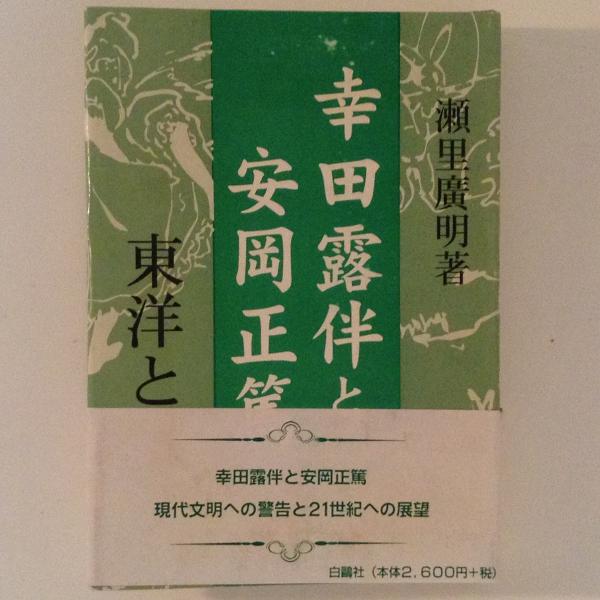 瀬里廣明著
幸田露伴と
安岡正篤
東洋と
幸田露伴と安岡正篤
現代文明への警告と21世紀への展望
白鷗社（本体2,600円+税）